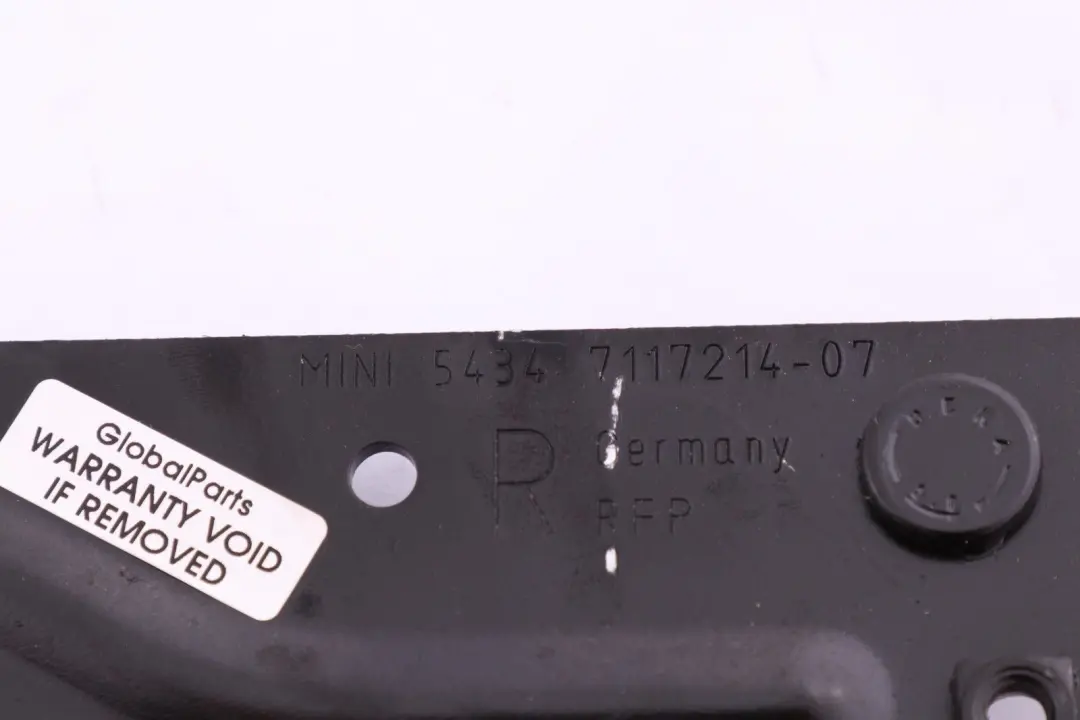 MINI 5434 7117214-07
R
Germany
RFP
GlobalParts
WARRANTY VOID
IF REMOVED